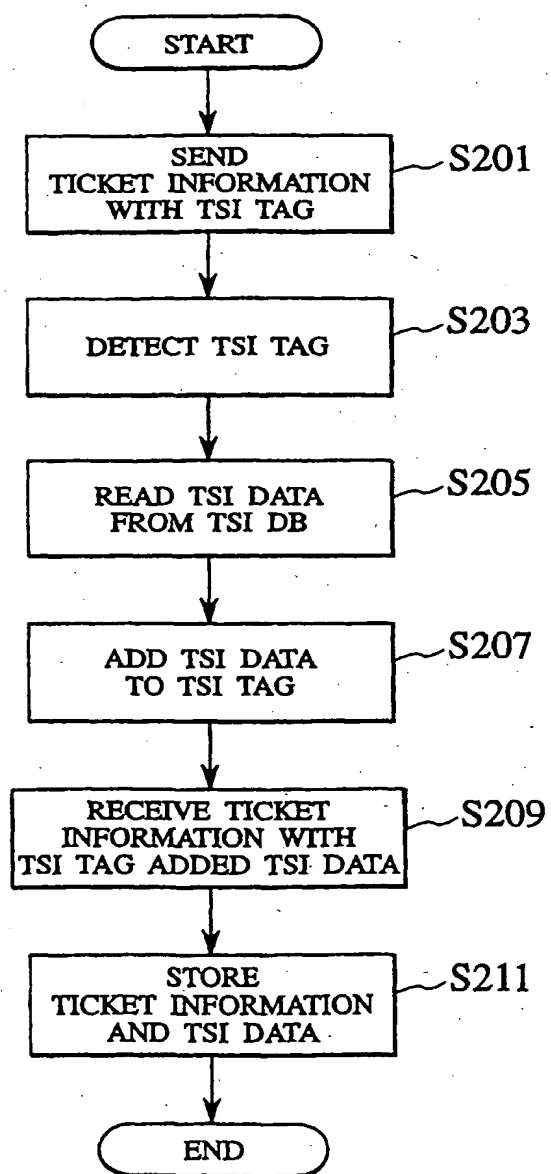 START
SEND
TICKET INFORMATION
WITH TSI TAG
S201
DETECT TSI TAG
S203
READ TSI DATA
FROM TSI DB
S205
ADD TSI DATA
TO TSI TAG
S207
RECEIVE TICKET
INFORMATION WITH
TSI TAG ADDED TSI DATA
S209
STORE
TICKET INFORMATION
AND TSI DATA
S211
END